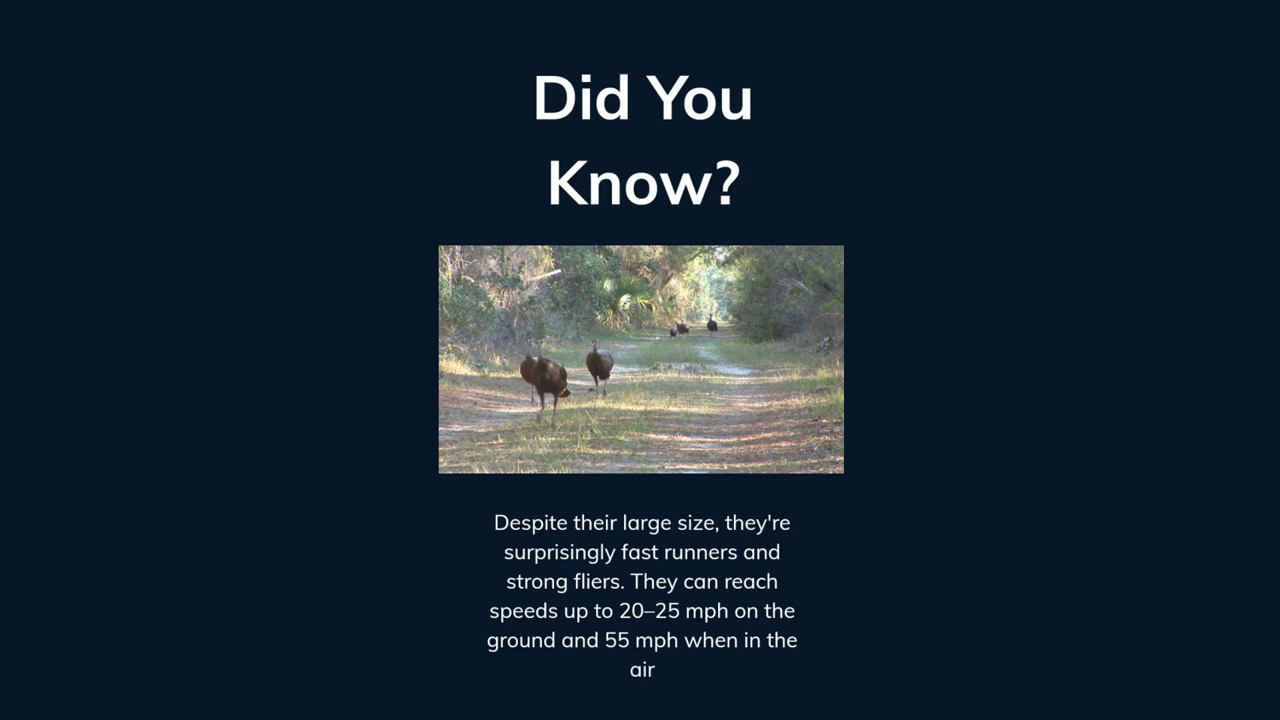 Did You
Know?
Despite their large size, they're
surprisingly fast runners and
strong fliers. They can reach
speeds up to 20–25 mph on the
ground and 55 mph when in the
air